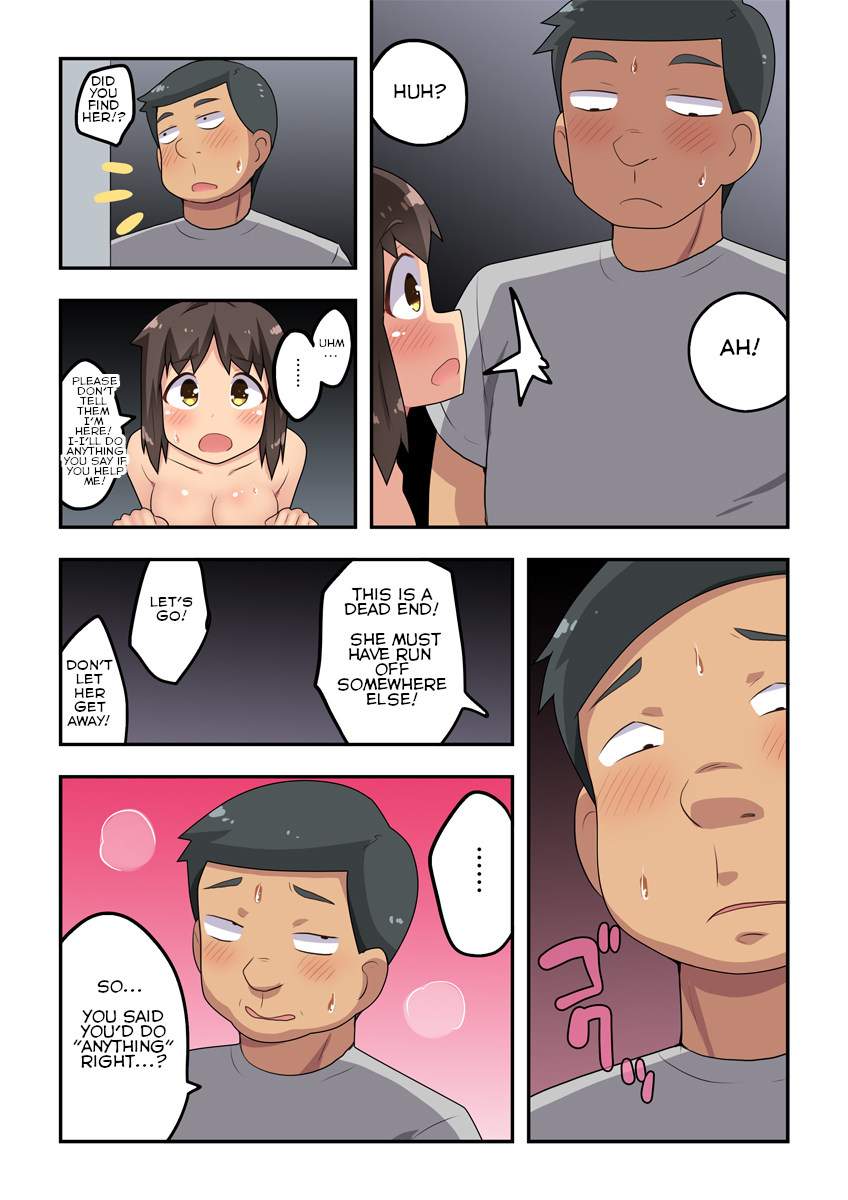 HUH?
AH!
DID
YOU
FIND
HER!?
UHM
...
......
PLEASE
DON'T
TELL
THEM
I'M
HERE!
I-I'LL DO
ANYTHING
YOU SAY IF
YOU HELP
ME!
THIS IS A
DEAD END!
SHE MUST
HAVE RUN
OFF
SOMEWHERE
ELSE!
LET'S
GO!
DON'T
LET
HER
GET
AWAY!
ゴクッ
......
SO...
YOU SAID
YOU'D DO
"ANYTHING"
RIGHT...?